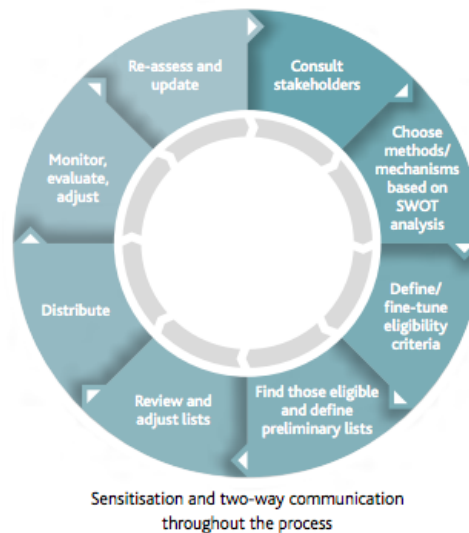 Consult
stakeholders
Choose
methods/
mechanisms
based on
SWOT
analysis
Define/
fine-tune
eligibility
criteria
Find those eligible
and define
preliminary lists
Review and
adjust lists
Distribute
Monitor,
evaluate,
adjust
Re-assess and
update
Sensitisation and two-way communication
throughout the process